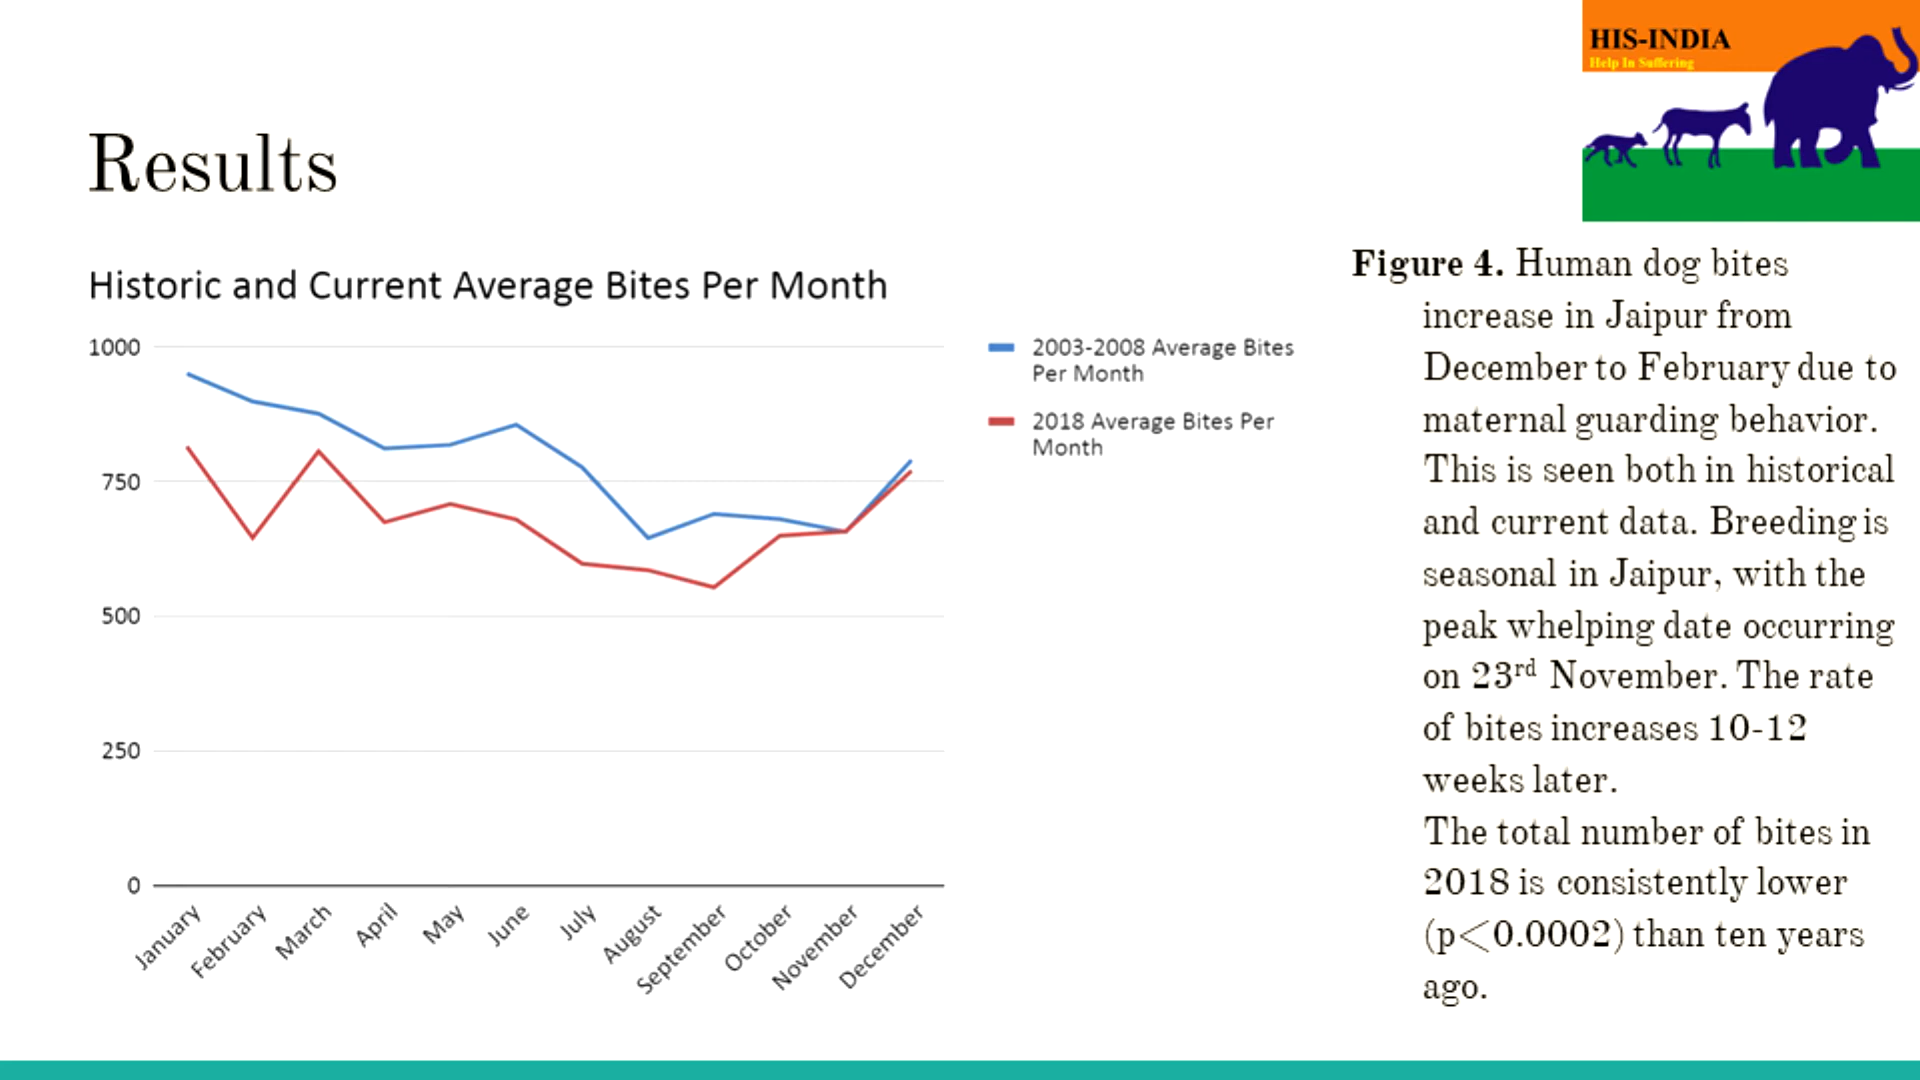 HIS-INDIA
Help In Suffering
Results
Historic and Current Average Bites Per Month
1000
750
500
250
0
January
February
March
April
May
June
July
August
September
October
November
December
2003-2008 Average Bites
Per Month
2018 Average Bites Per
Month
Figure 4. Human dog bites
increase in Jaipur from
December to February due to
maternal guarding behavior.
This is seen both in historical
and current data. Breeding is
seasonal in Jaipur, with the
peak whelping date occurring
on 23rd November. The rate
of bites increases 10-12
weeks later.
The total number of bites in
2018 is consistently lower
(p<0.0002) than ten years
ago.